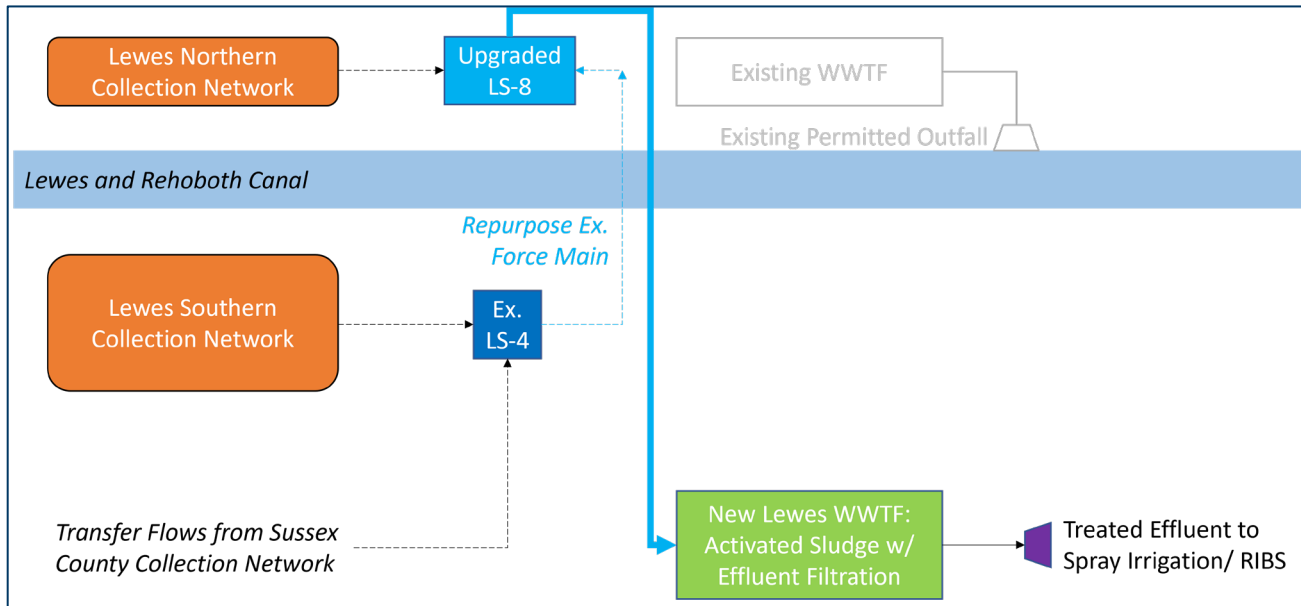 Lewes Northern
Collection Network
Upgraded
LS-8
Existing WWTF
Existing Permitted Outfall
Lewes and Rehoboth Canal
Repurpose Ex.
Force Main
Lewes Southern
Collection Network
Ex.
LS-4
Transfer Flows from Sussex
County Collection Network
New Lewes WWTF:
Activated Sludge w/
Effluent Filtration
Treated Effluent to
Spray Irrigation/ RIBS